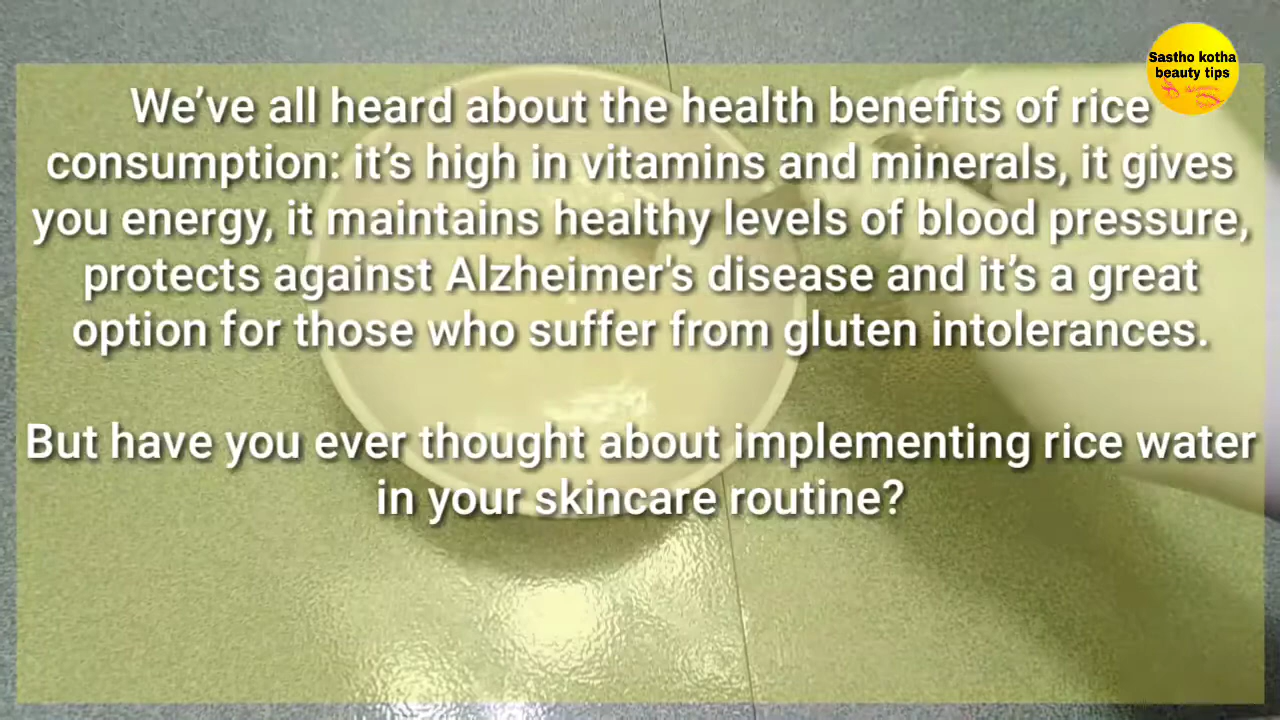 Sastho kotha
beauty tips
We’ve all heard about the health benefits of rice
consumption: it’s high in vitamins and minerals, it gives
you energy, it maintains healthy levels of blood pressure,
protects against Alzheimer's disease and it’s a great
option for those who suffer from gluten intolerances.
But have you ever thought about implementing rice water
in your skincare routine?